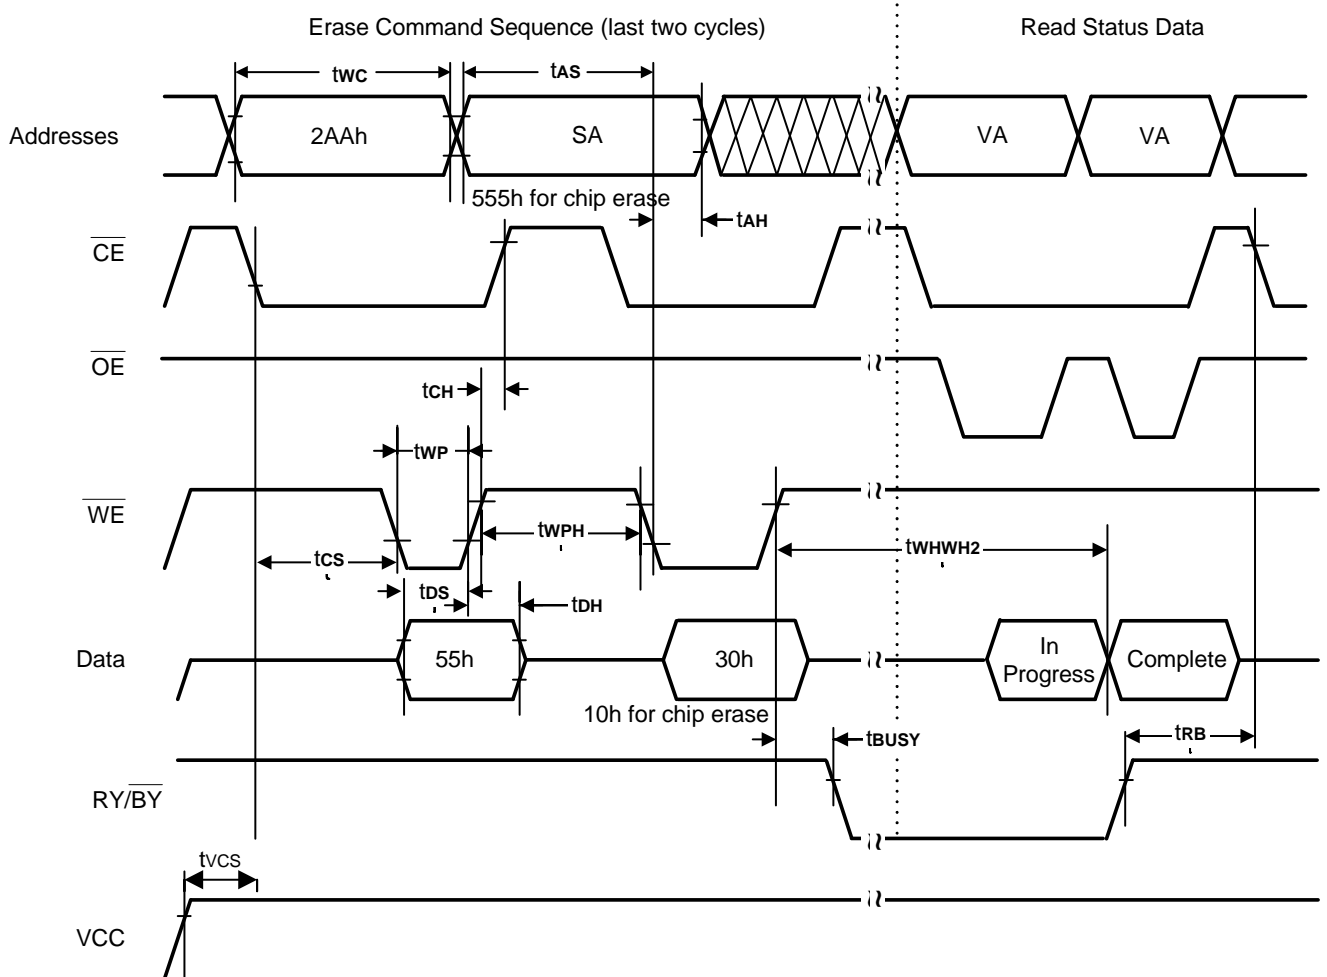 Erase Command Sequence (last two cycles)
Read Status Data
tWC
tAS
Addresses
2AAh
SA
VA
VA
555h for chip erase
tAH
CE
OE
tCH
tWP
WE
tWPH
tCS
tWHWH2
tDS
tDH
Data
55h
30h
In
Progress
Complete
10h for chip erase
tBUSY
tRB
RY/BY
tVCS
VCC